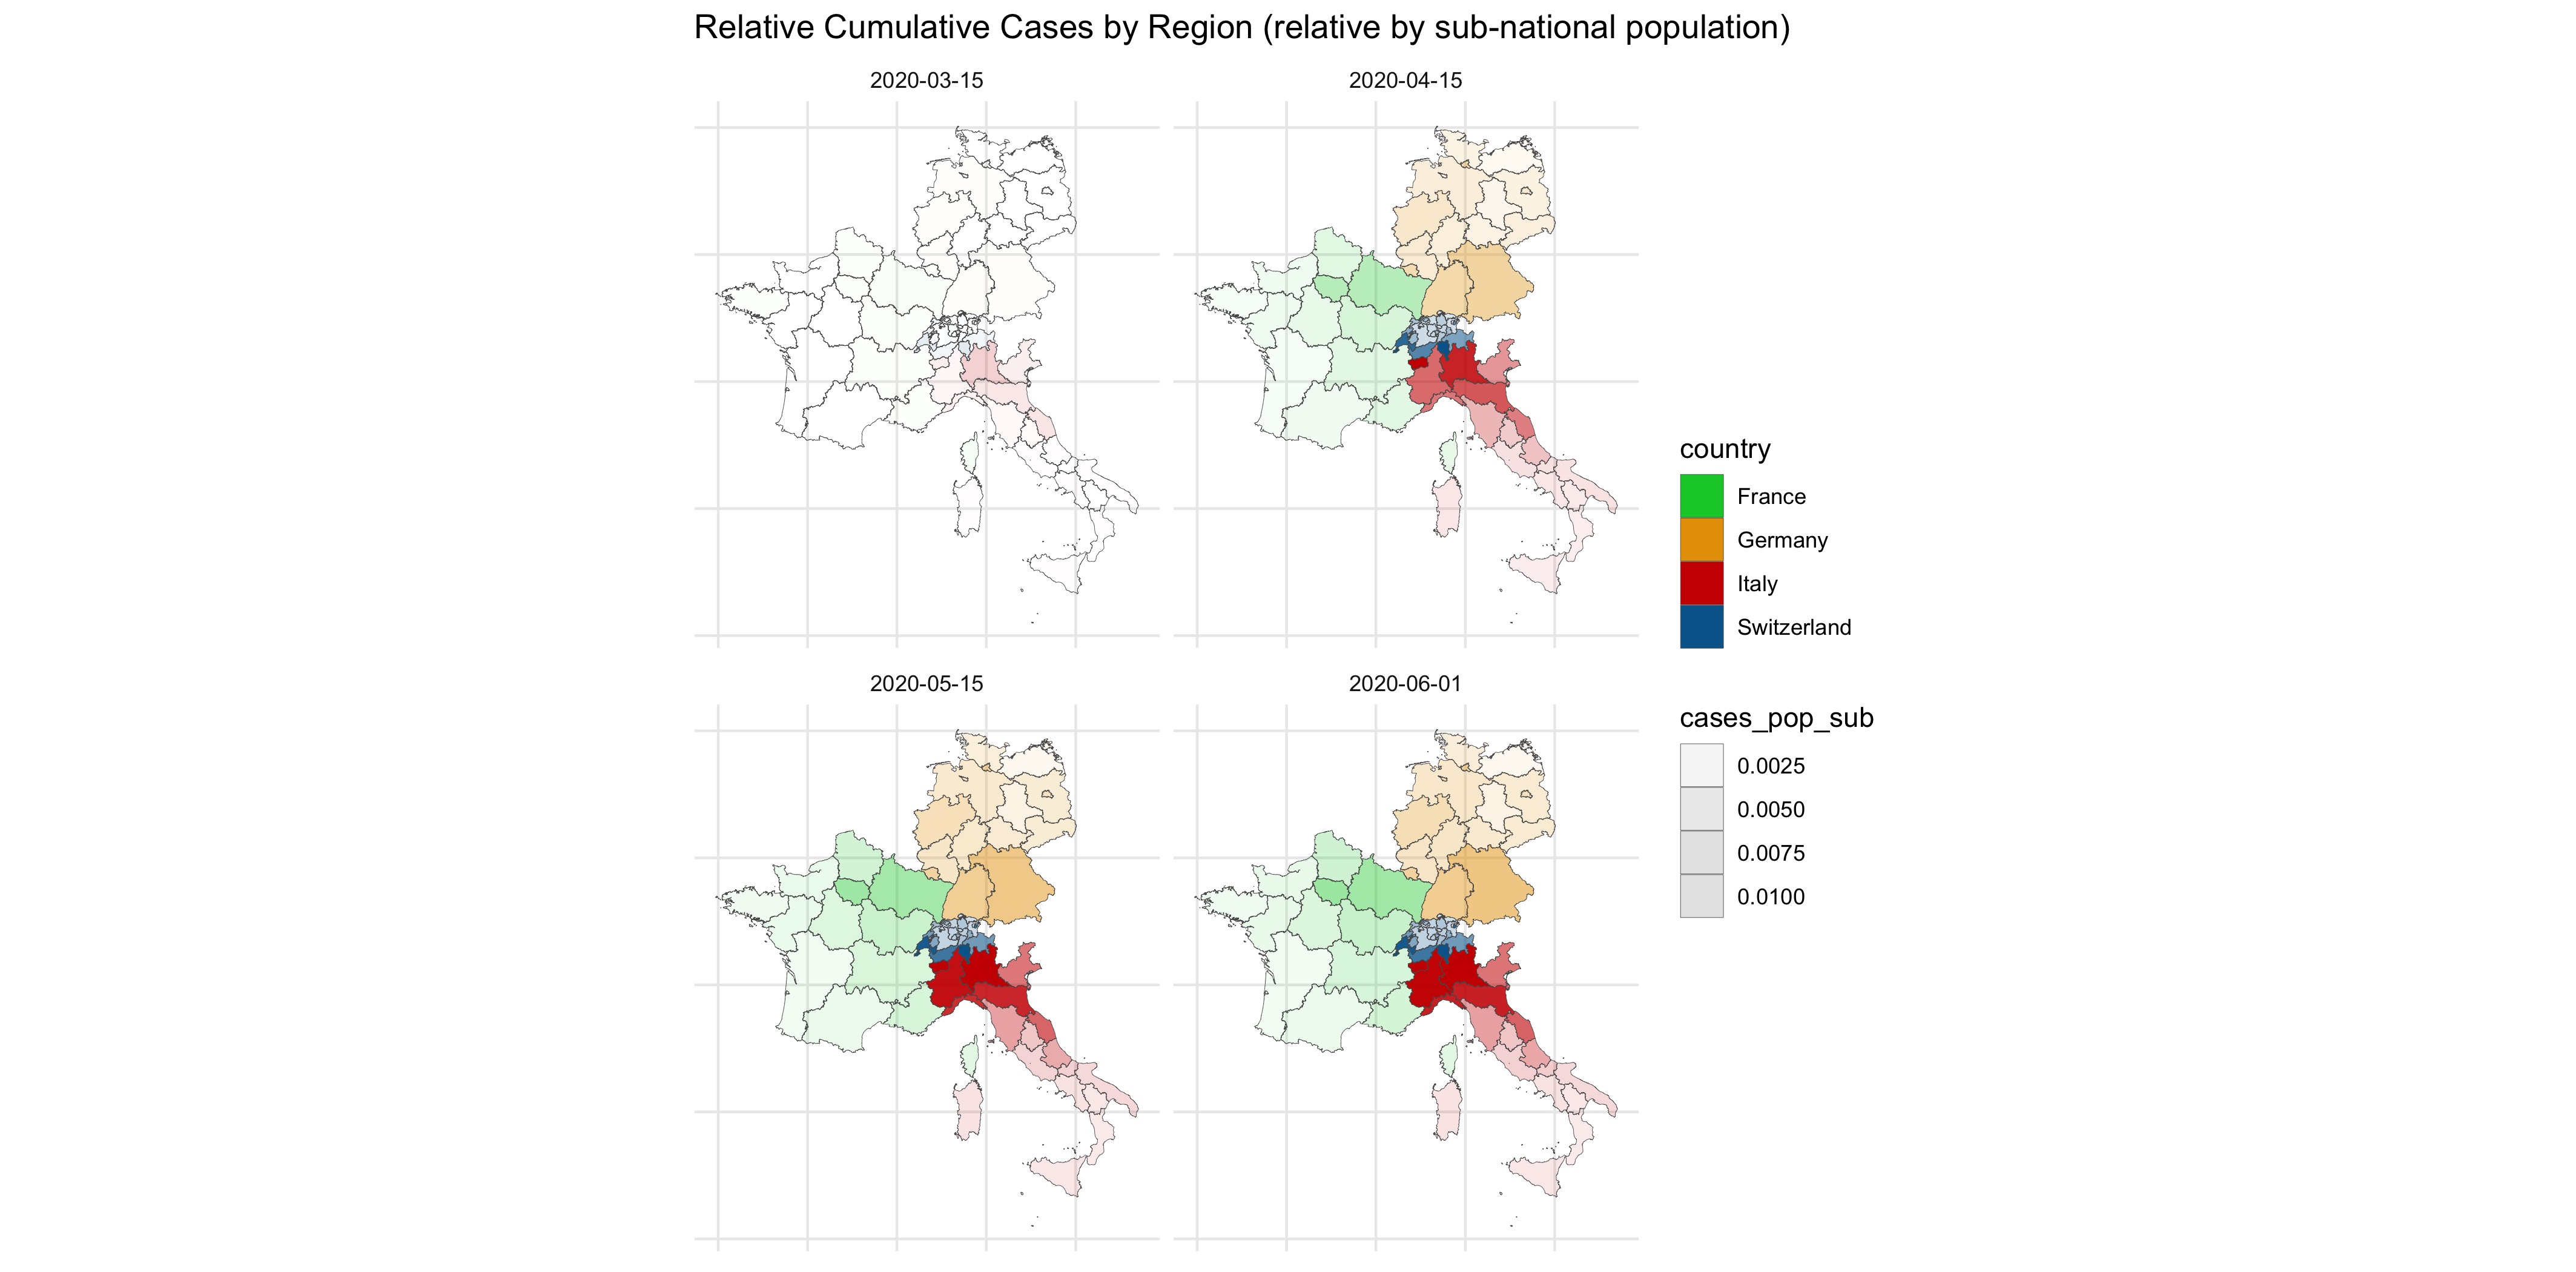 Relative Cumulative Cases by Region (relative by sub-national population)
2020-03-15
2020-04-15
2020-05-15
2020-06-01
country
France
Germany
Italy
Switzerland
cases_pop_sub
0.0025
0.0050
0.0075
0.0100